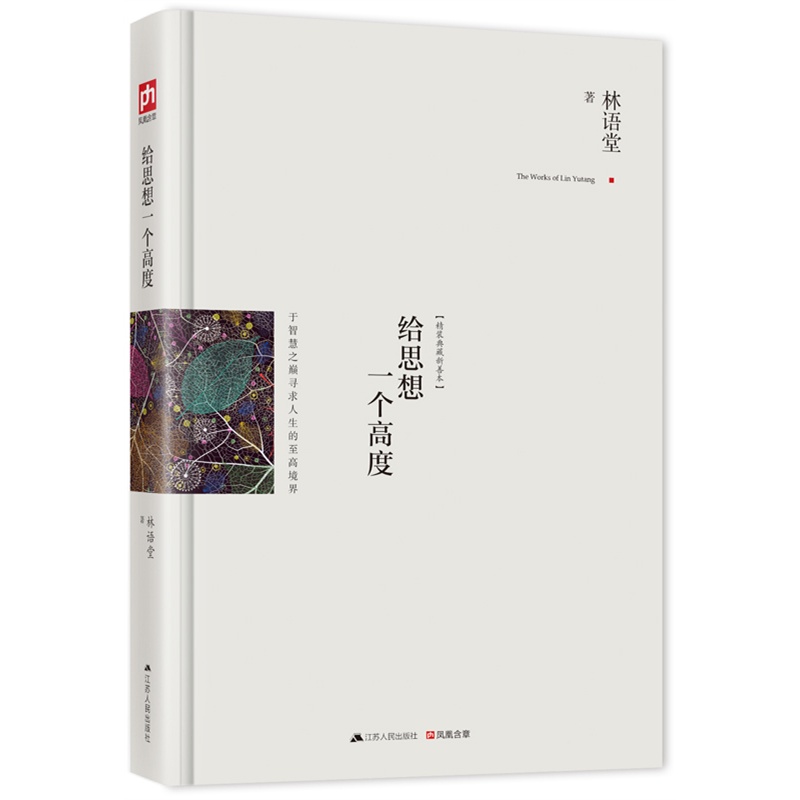 凤凰含章
给思想一个高度
林语堂
著
江苏人民出版社
林语堂
著
The Works of Lin Yutang
【精装典藏新善本】
给思想
一个高度
于智慧之巅寻求人生的至高境界
江苏人民出版社
凤凰含章